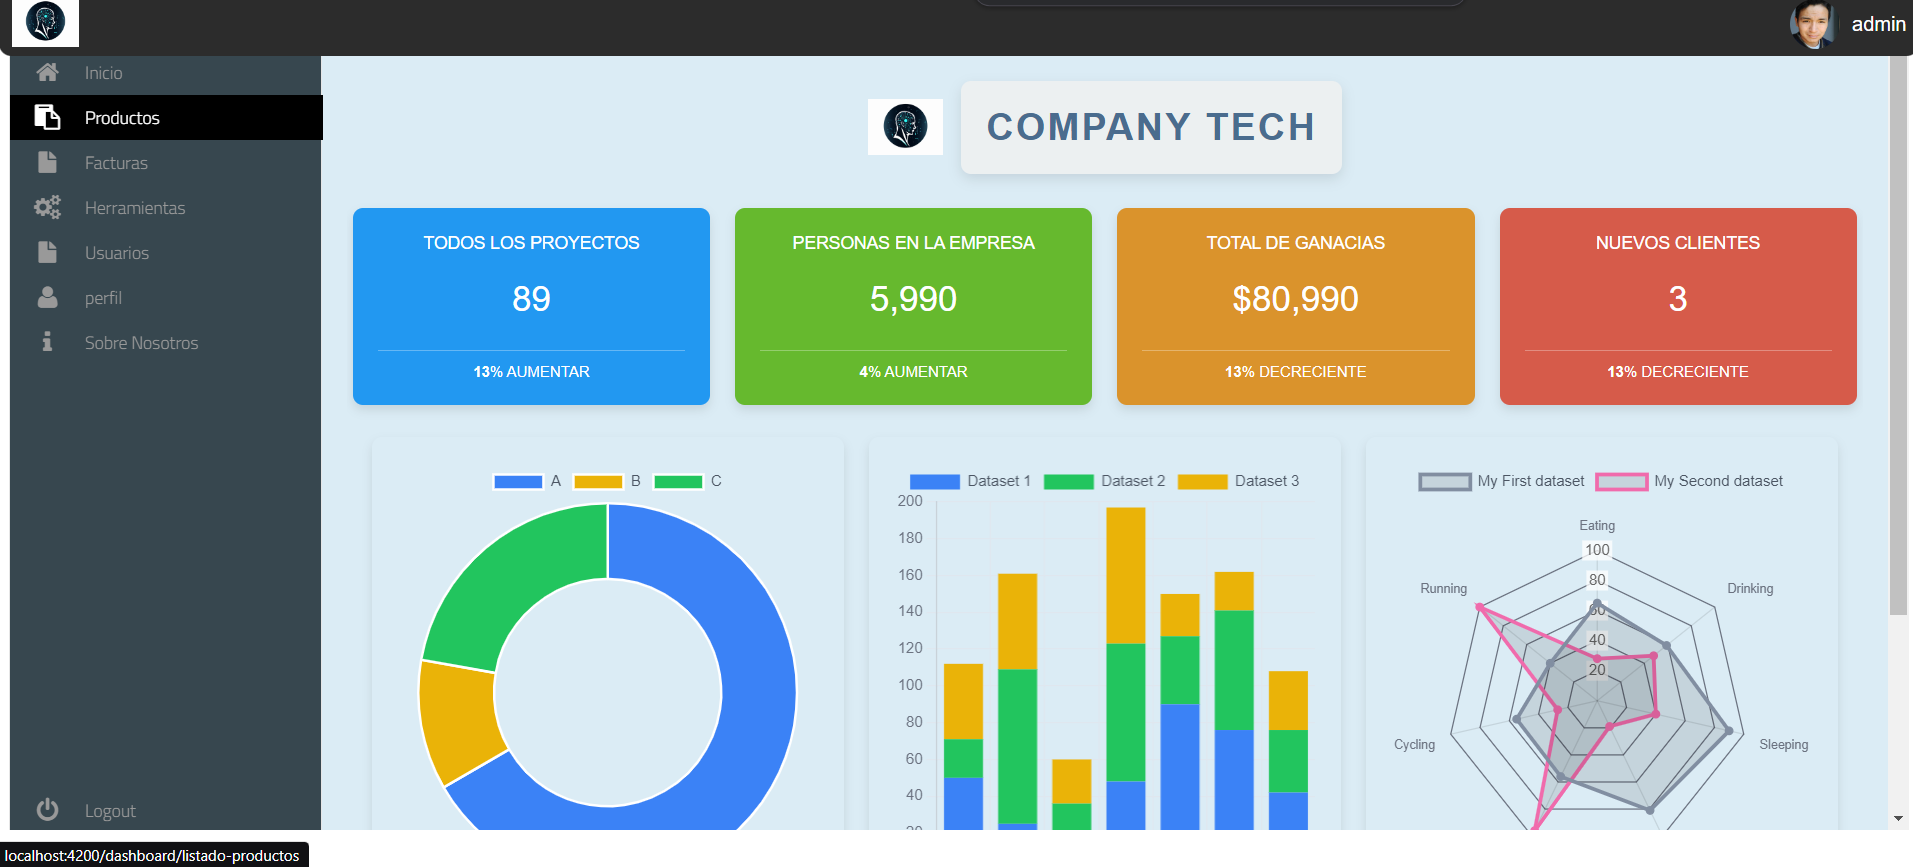 admin
Inicio
Productos
Facturas
Herramientas
Usuarios
perfil
Sobre Nosotros
Logout
COMPANY TECH
TODOS LOS PROYECTOS
89
13% AUMENTAR
PERSONAS EN LA EMPRESA
5,990
4% AUMENTAR
TOTAL DE GANACIAS
$80,990
13% DECRECIENTE
NUEVOS CLIENTES
3
13% DECRECIENTE
A B C
Dataset 1 Dataset 2 Dataset 3
200
180
160
140
120
100
80
60
40
20
My First dataset My Second dataset
Eating
100
80
60
40
20
Running
Drinking
Cycling
Sleeping
localhost:4200/dashboard/listado-productos